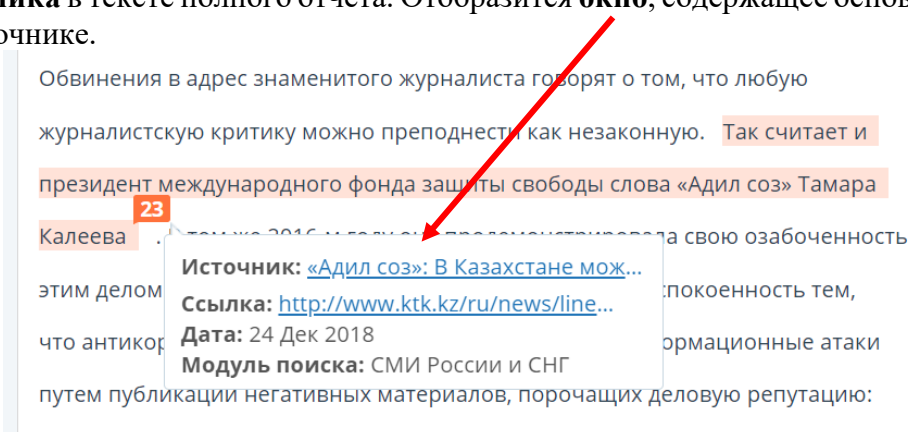 ника в тексте полного отчета. Отобразится окно, содержащее основ
очнике.
Обвинения в адрес знаменитого журналиста говорят о том, что любую
журналистскую критику можно преподнести как незаконную. Так считает и
президент международного фонда защиты свободы слова «Адил соз» Тамара
23
Калеева . том же 2016-м году она продемонстрировала свою озабоченность
Источник: «Адил соз»: В Казахстане мож...
этим делом
Ссылка: http://www.ktk.kz/ru/news/line...
покоенность тем,
Дата: 24 Дек 2018
что антикор
ормационные атаки
Модуль поиска: СМИ России и СНГ
путем публикации негативных материалов, порочащих деловую репутацию: